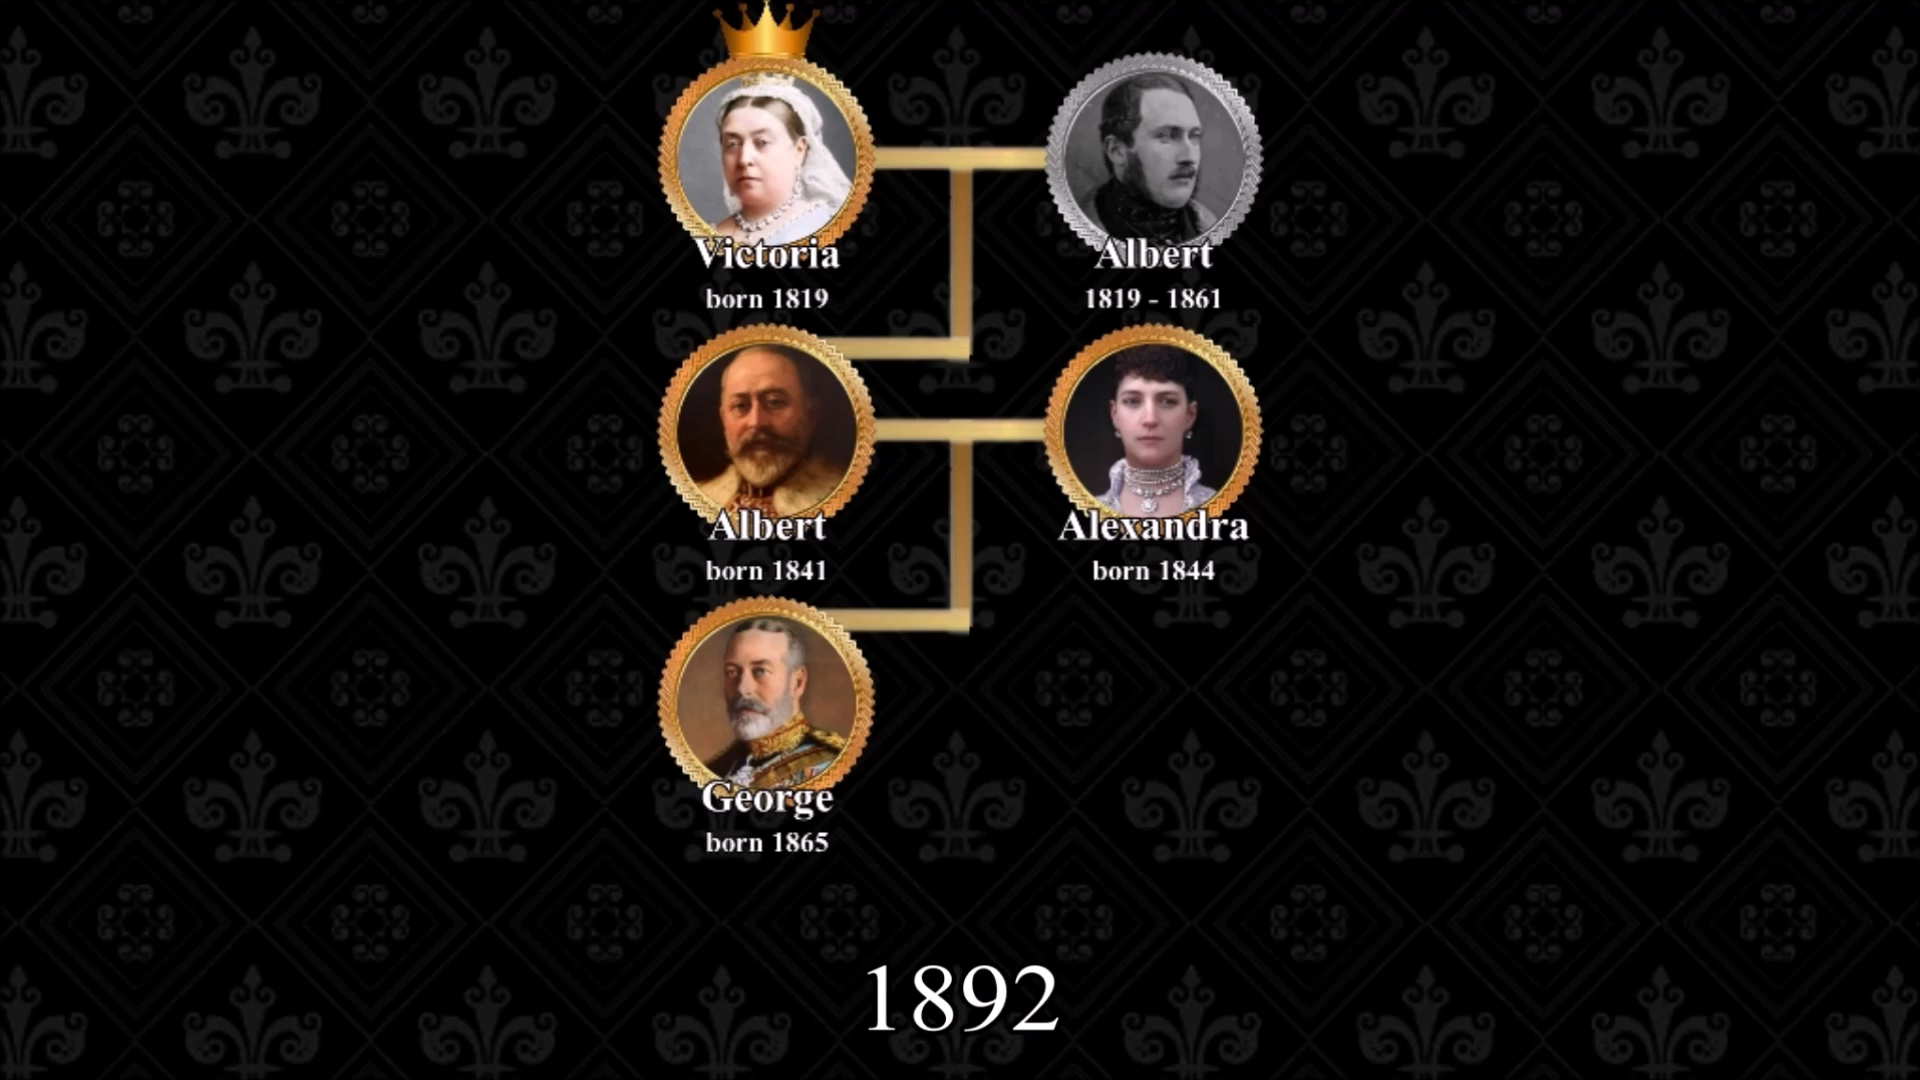 Victoria
born 1819
Albert
1819 - 1861
Albert
born 1841
Alexandra
born 1844
George
born 1865
1892